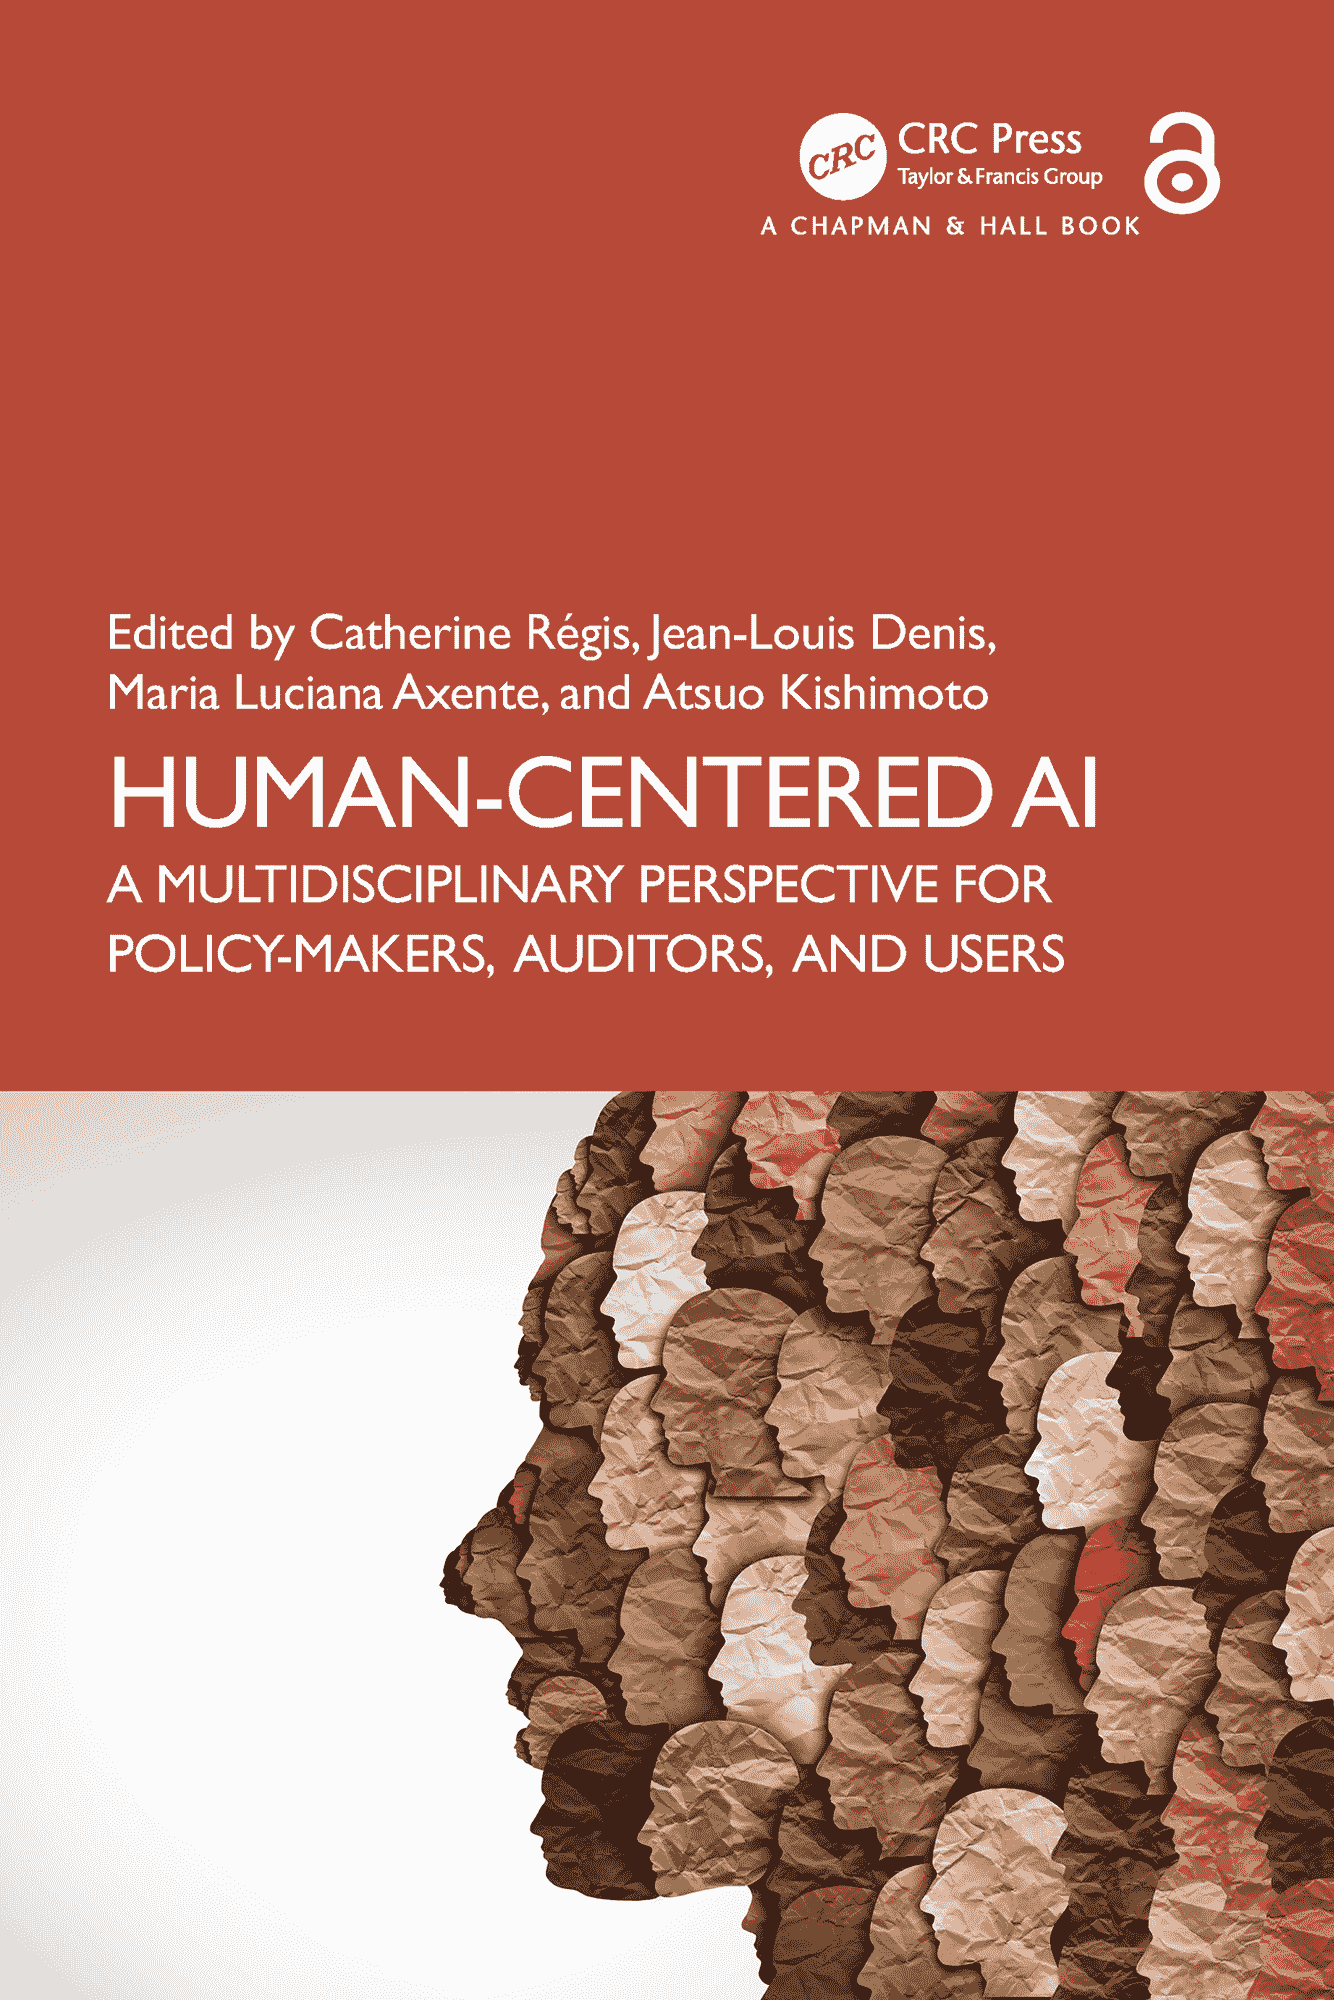 CRC
CRC Press
Taylor & Francis Group
A CHAPMAN & HALL BOOK
Edited by Catherine Régis, Jean-Louis Denis,
Maria Luciana Axente, and Atsuo Kishimoto
HUMAN-CENTERED AI
A MULTIDISCIPLINARY PERSPECTIVE FOR
POLICY-MAKERS, AUDITORS, AND USERS